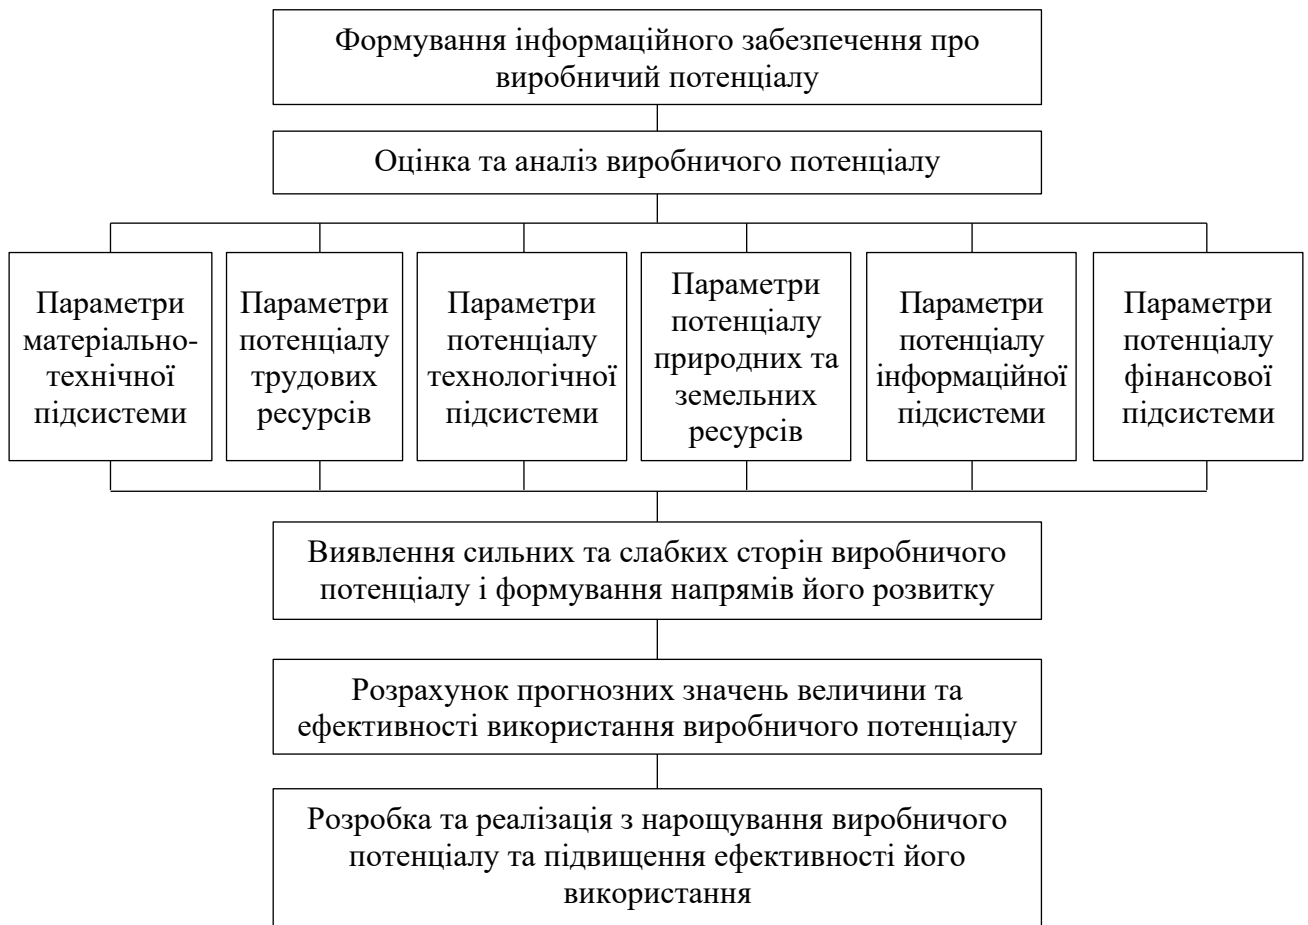 Формування інформаційного забезпечення про
виробничий потенціалу
Оцінка та аналіз виробничого потенціалу
Параметри
матеріально-
технічної
підсистеми
Параметри
потенціалу
трудових
ресурсів
Параметри
потенціалу
технологічної
підсистеми
Параметри
потенціалу
природних та
земельних
ресурсів
Параметри
потенціалу
інформаційної
підсистеми
Параметри
потенціалу
фінансової
підсистеми
Виявлення сильних та слабких сторін виробничого
потенціалу і формування напрямів його розвитку
Розрахунок прогнозних значень величини та
ефективності використання виробничого потенціалу
Розробка та реалізація з нарощування виробничого
потенціалу та підвищення ефективності його
використання